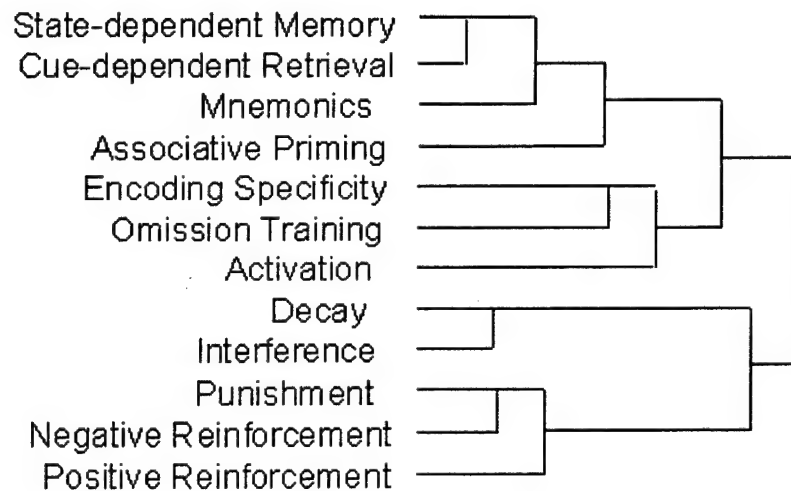 State-dependent Memory
Cue-dependent Retrieval
Mnemonics
Associative Priming
Encoding Specificity
Omission Training
Activation
Decay
Interference
Punishment
Negative Reinforcement
Positive Reinforcement